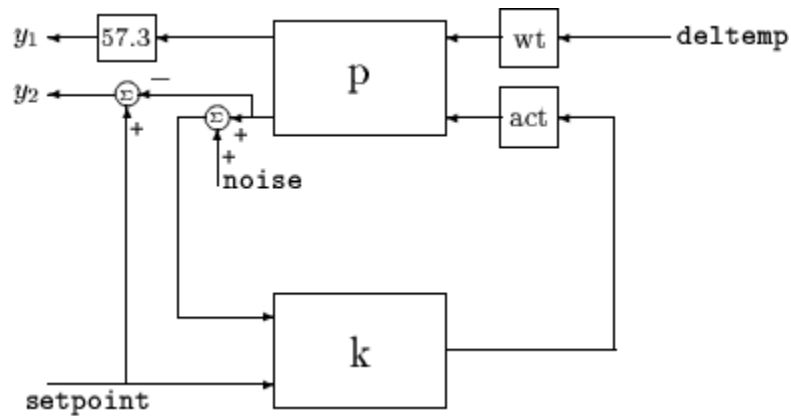 y1 57.3 p wt deltemp
y2 Σ −
Σ + act
+ +
noise
k
setpoint